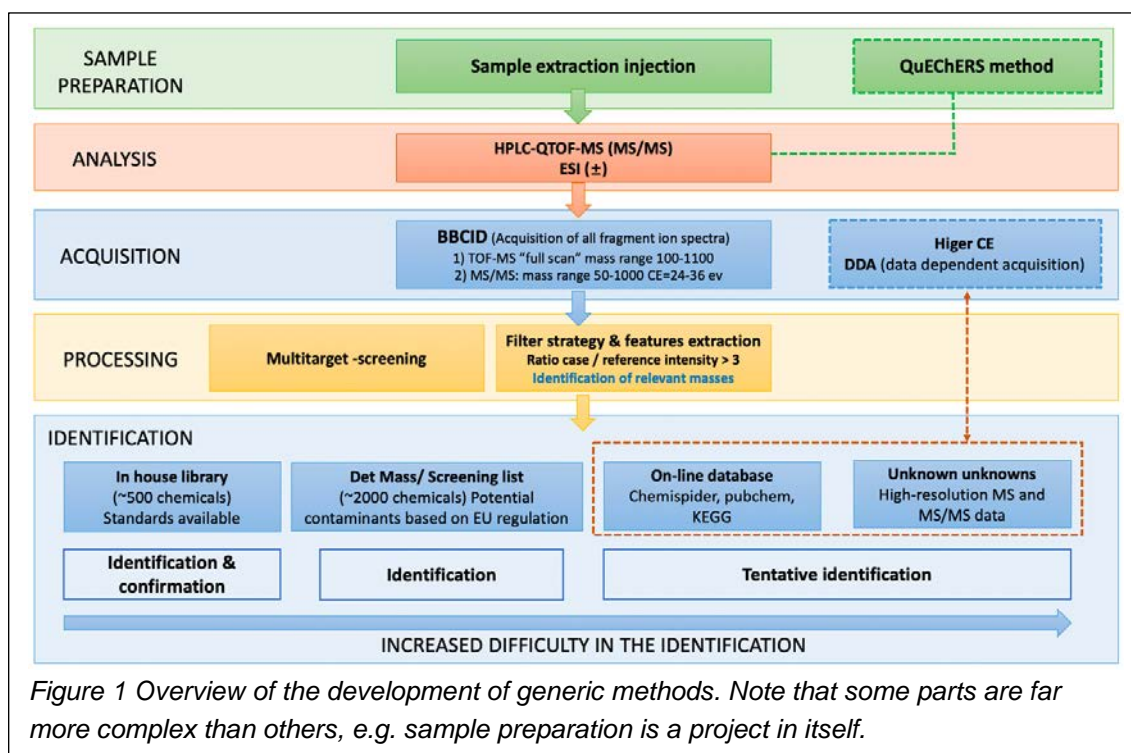 SAMPLE
PREPARATION
Sample extraction injection
QuEChERS method
ANALYSIS
HPLC-QTOF-MS (MS/MS)
ESI (±)
ACQUISITION
BBCID (Acquisition of all fragment ion spectra)
1) TOF-MS “full scan” mass range 100-1100
2) MS/MS: mass range 50-1000 CE=24-36 ev
Higer CE
DDA (data dependent acquisition)
PROCESSING
Multitarget -screening
Filter strategy & features extraction
Ratio case / reference intensity > 3
Identification of relevant masses
IDENTIFICATION
In house library
(~500 chemicals)
Standards available
Det Mass/ Screening list
(~2000 chemicals) Potential
contaminants based on EU regulation
On-line database
Chemispider, pubchem,
KEGG
Unknown unknowns
High-resolution MS and
MS/MS data
Identification &
confirmation
Identification
Tentative identification
INCREASED DIFFICULTY IN THE IDENTIFICATION
Figure 1 Overview of the development of generic methods. Note that some parts are far
more complex than others, e.g. sample preparation is a project in itself.